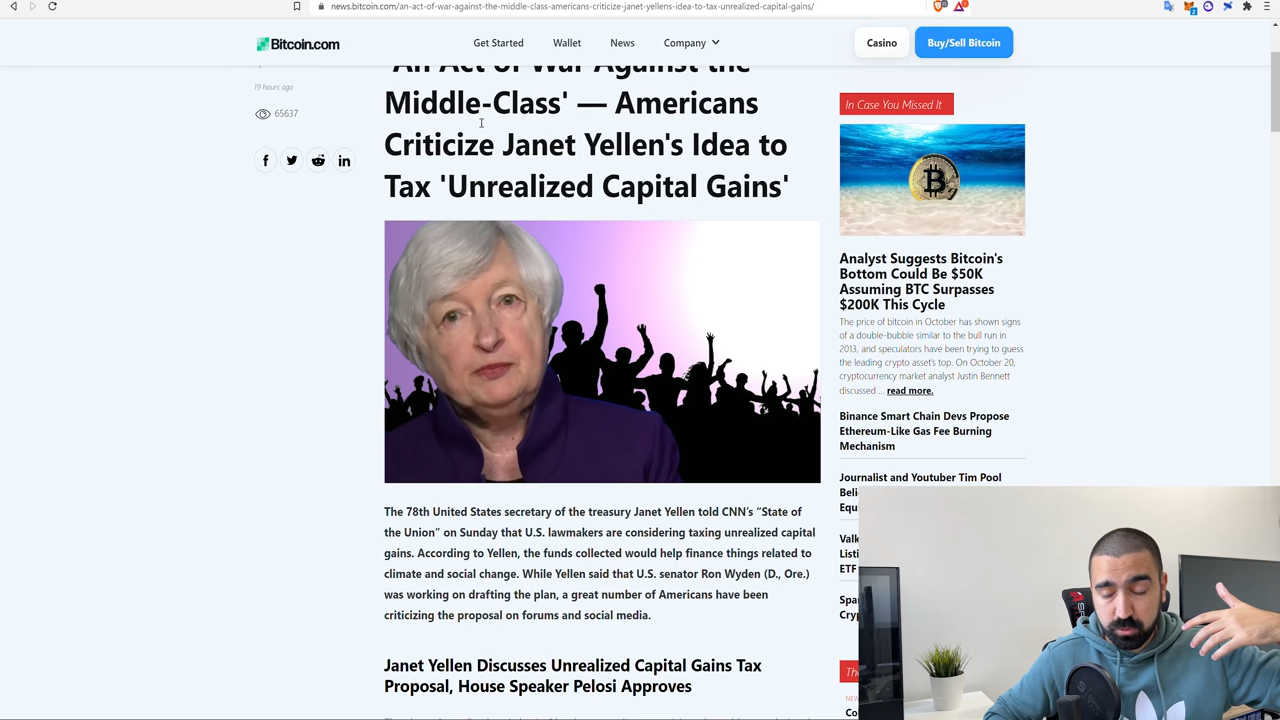 news.bitcoin.com/an-act-of-war-against-the-middle-class-americans-criticize-janet-yellens-idea-to-tax-unrealized-capital-gains/
Bitcoin.com
Get Started
Wallet
News
Company
Casino
Buy/Sell Bitcoin
19 hours ago
65637
'An Act of War Against the
Middle-Class' — Americans
Criticize Janet Yellen's Idea to
Tax 'Unrealized Capital Gains'
The 78th United States secretary of the treasury Janet Yellen told CNN's “State of
the Union” on Sunday that U.S. lawmakers are considering taxing unrealized capital
gains. According to Yellen, the funds collected would help finance things related to
climate and social change. While Yellen said that U.S. senator Ron Wyden (D., Ore.)
was working on drafting the plan, a great number of Americans have been
criticizing the proposal on forums and social media.
Janet Yellen Discusses Unrealized Capital Gains Tax
Proposal, House Speaker Pelosi Approves
In Case You Missed It
Analyst Suggests Bitcoin's
Bottom Could Be $50K
Assuming BTC Surpasses
$200K This Cycle
The price of bitcoin in October has shown signs
of a double-bubble similar to the bull run in
2013, and speculators have been trying to guess
the leading crypto asset's top. On October 20,
cryptocurrency market analyst Justin Bennett
discussed ... read more.
Binance Smart Chain Devs Propose
Ethereum-Like Gas Fee Burning
Mechanism
Journalist and Youtuber Tim Pool